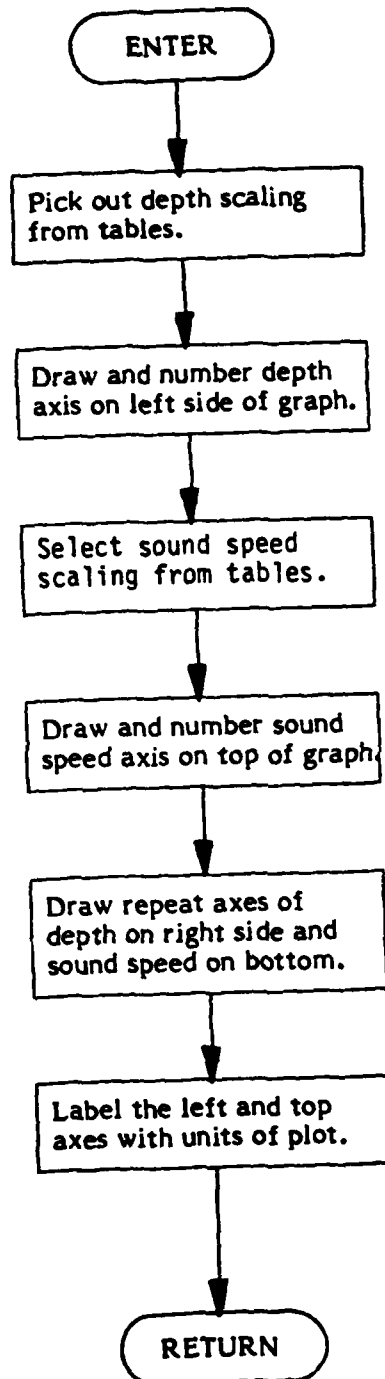 ENTER
Pick out depth scaling
from tables.
Draw and number depth
axis on left side of graph.
Select sound speed
scaling from tables.
Draw and number sound
speed axis on top of graph.
Draw repeat axes of
depth on right side and
sound speed on bottom.
Label the left and top
axes with units of plot.
RETURN